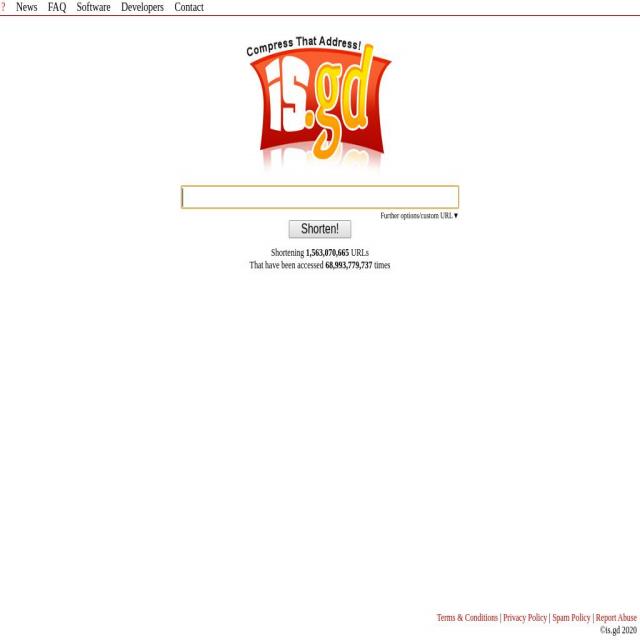 ? News FAQ Software Developers Contact
Compress That Address!
is.gd
Further options/custom URL▼
Shorten!
Shortening 1,563,070,665 URLs
That have been accessed 68,993,779,737 times
Terms & Conditions | Privacy Policy | Spam Policy | Report Abuse
©is.gd 2020